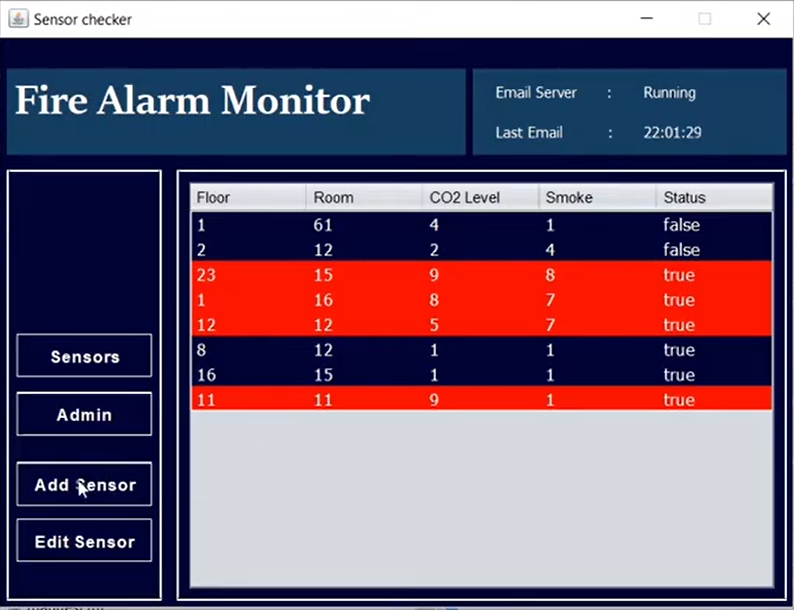 Sensor checker
Fire Alarm Monitor
Email Server : Running
Last Email : 22:01:29
Floor Room CO2 Level Smoke Status
1 61 4 1 false
2 12 2 4 false
23 15 9 8 true
1 16 8 7 true
12 12 5 7 true
8 12 1 1 true
16 15 1 1 true
11 11 9 1 true
Sensors
Admin
Add Sensor
Edit Sensor